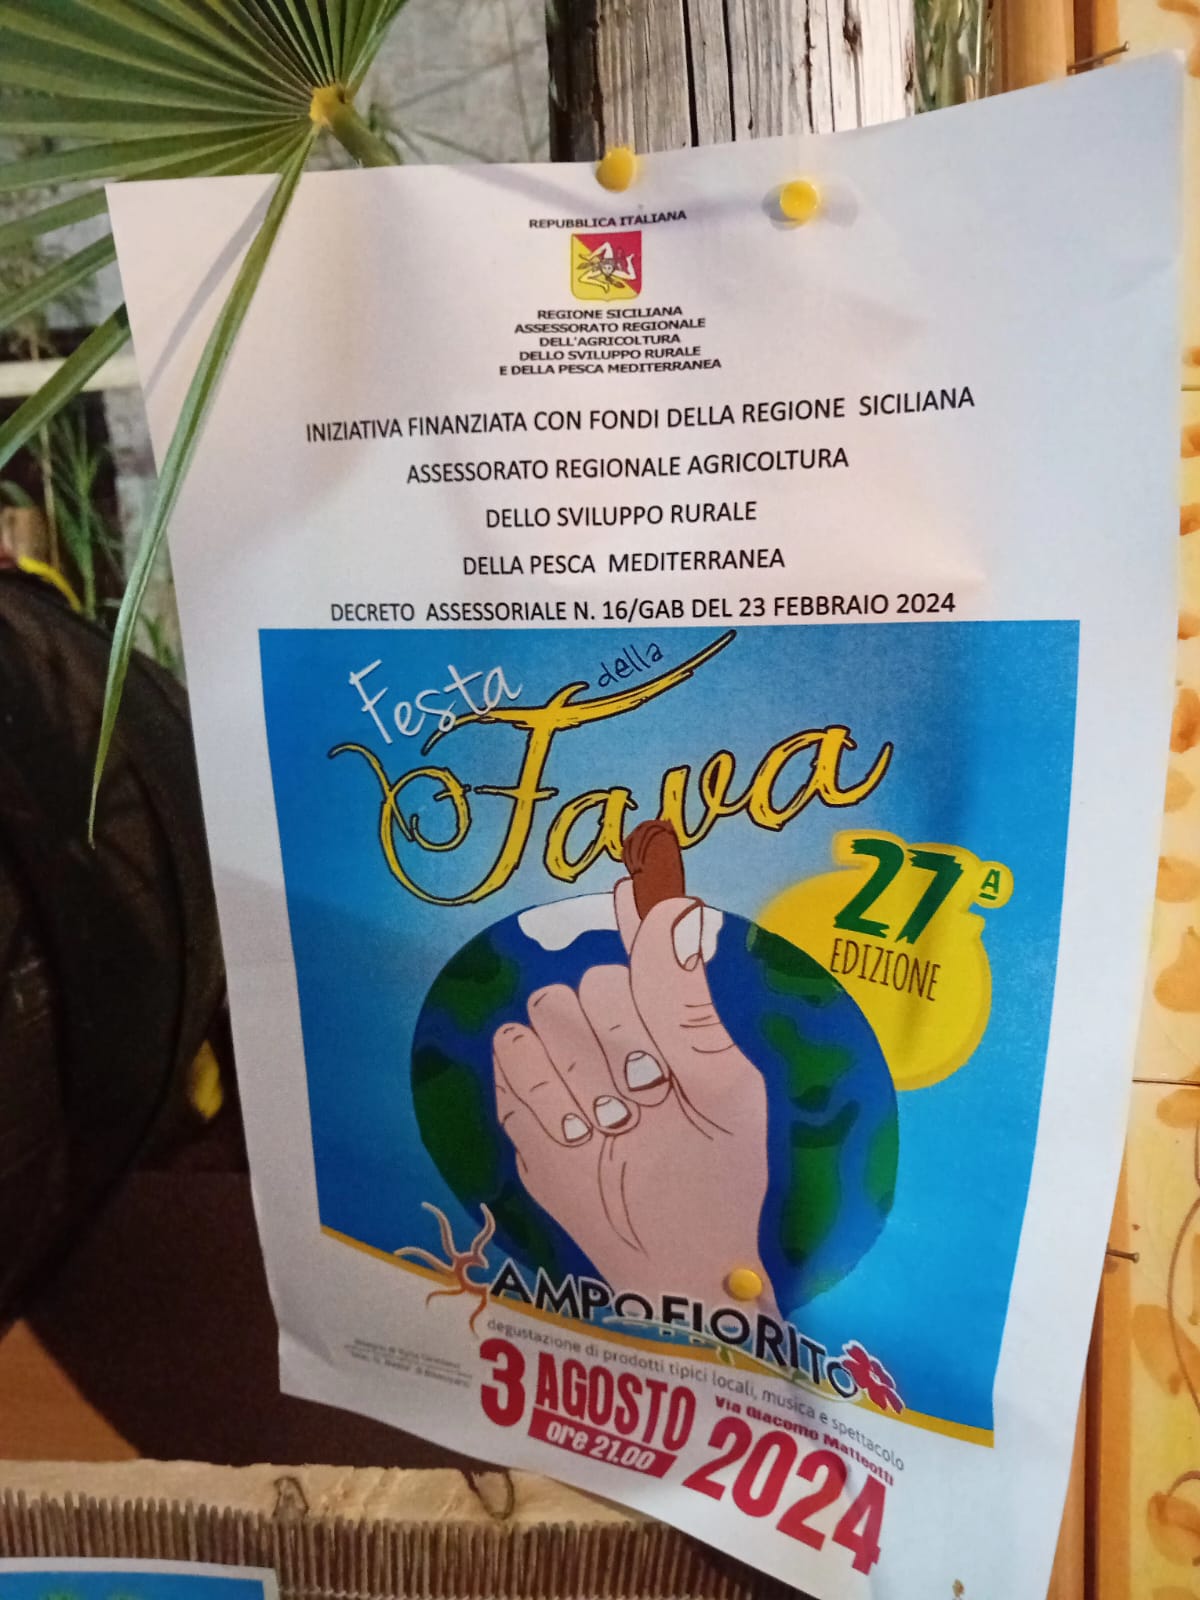 REPUBBLICA ITALIANA
REGIONE SICILIANA
ASSESSORATO REGIONALE
DELL'AGRICOLTURA
DELLO SVILUPPO RURALE
E DELLA PESCA MEDITERRANEA
INIZIATIVA FINANZIATA CON FONDI DELLA REGIONE SICILIANA
ASSESSORATO REGIONALE AGRICOLTURA
DELLO SVILUPPO RURALE
DELLA PESCA MEDITERRANEA
DECRETO ASSESSORIALE N. 16/GAB DEL 23 FEBBRAIO 2024
Festa della
Fava
27ª
EDIZIONE
CAMPOFIORITO
degustazione di prodotti tipici locali, musica e spettacolo
Via Giacomo Matteotti
3 AGOSTO 2024
ore 21.00